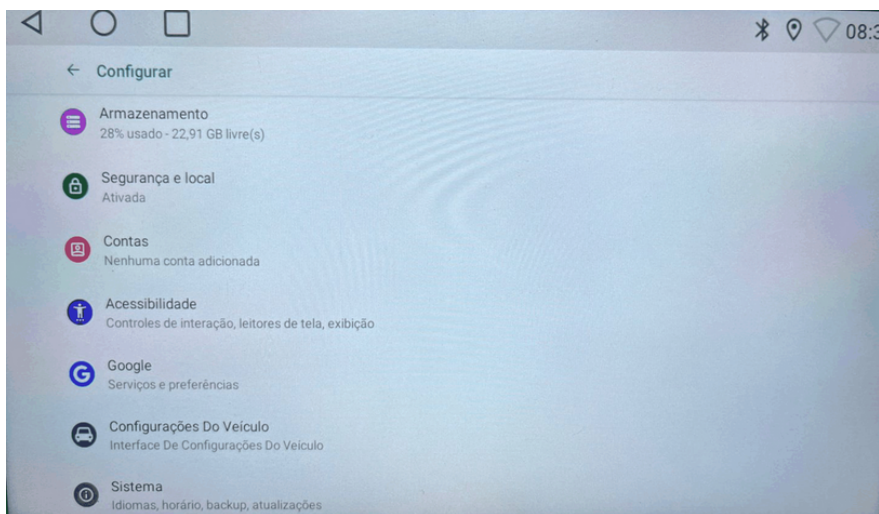 08:3
Configurar
Armazenamento
28% usado - 22,91 GB livre(s)
Segurança e local
Ativada
Contas
Nenhuma conta adicionada
Acessibilidade
Controles de interação, leitores de tela, exibição
Google
Serviços e preferências
Configurações Do Veículo
Interface De Configurações Do Veículo
Sistema
Idiomas, horário, backup, atualizações